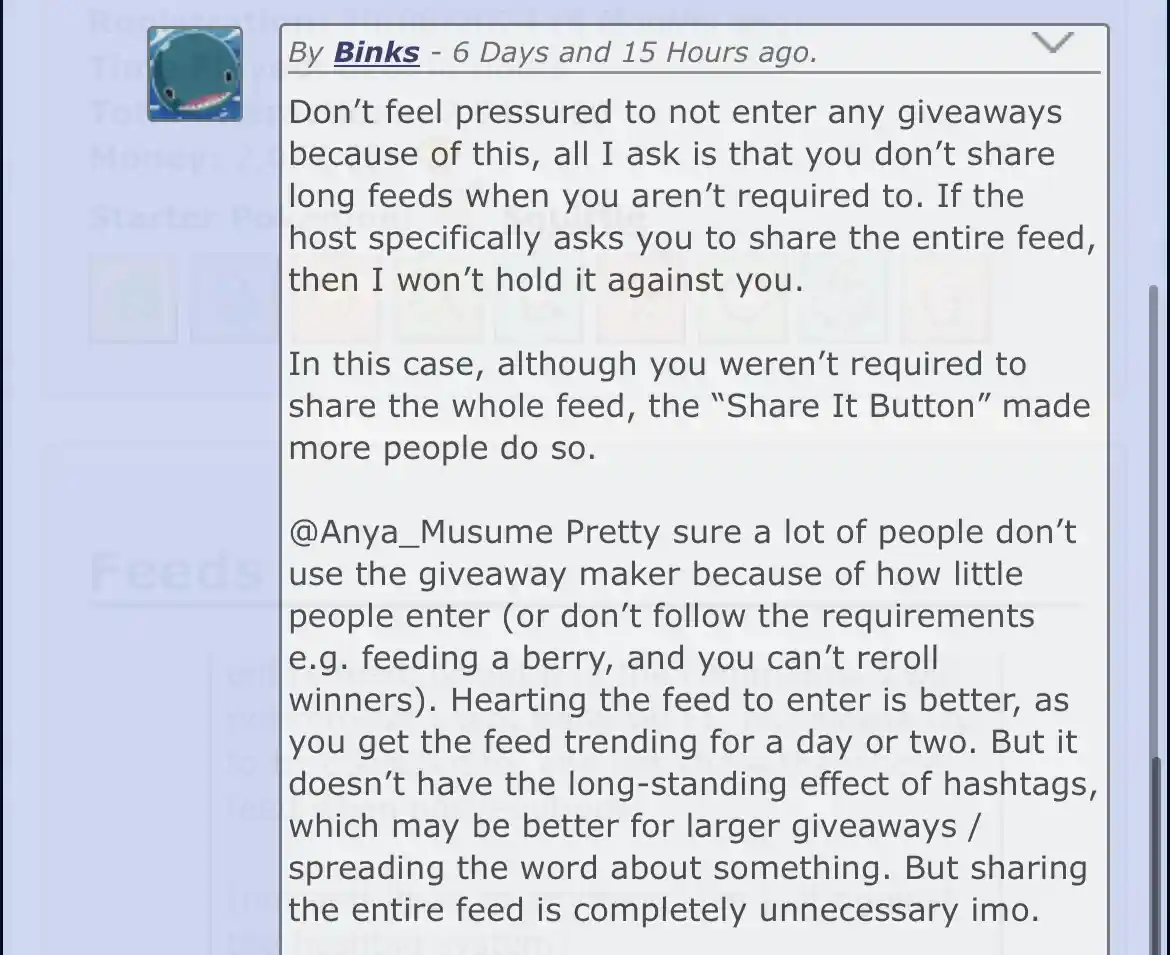 By Binks - 6 Days and 15 Hours ago.
Don’t feel pressured to not enter any giveaways
because of this, all I ask is that you don’t share
long feeds when you aren’t required to. If the
host specifically asks you to share the entire feed,
then I won’t hold it against you.
In this case, although you weren’t required to
share the whole feed, the “Share It Button” made
more people do so.
@Anya_Musume Pretty sure a lot of people don’t
use the giveaway maker because of how little
people enter (or don’t follow the requirements
e.g. feeding a berry, and you can’t reroll
winners). Hearting the feed to enter is better, as
you get the feed trending for a day or two. But it
doesn’t have the long-standing effect of hashtags,
which may be better for larger giveaways /
spreading the word about something. But sharing
the entire feed is completely unnecessary imo.
Money:
Starter
Feeds